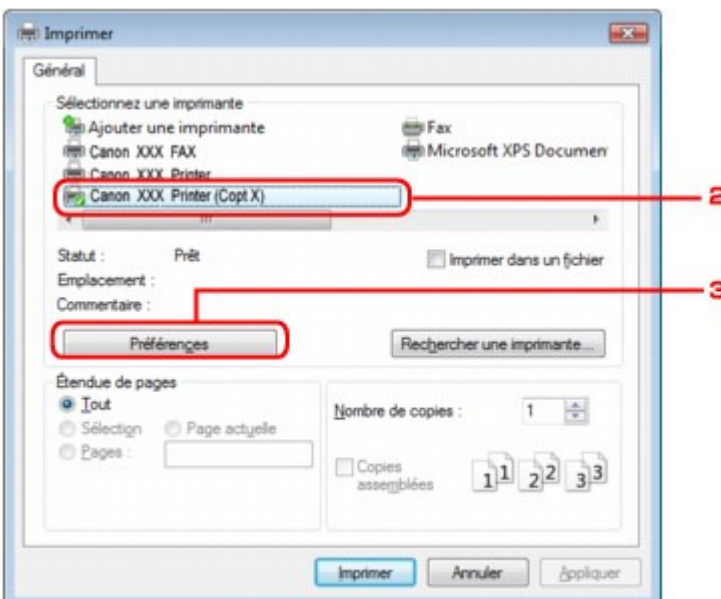 Imprimer
Général
Sélectionnez une imprimante
Ajouter une imprimante
Fax
Canon XXX FAX
Microsoft XPS Documen
Canon XXX Printer
Canon XXX Printer (Copt X)
2
Statut : Prêt
Imprimer dans un fichier
Emplacement :
3
Commentaire :
Préférences
Rechercher une imprimante...
Étendue de pages
Tout
Nombre de copies : 1
Sélection
Page actuelle
Pages :
Copies
assemblées
1 1 2 2 3 3
Imprimer
Annuler
Appliquer